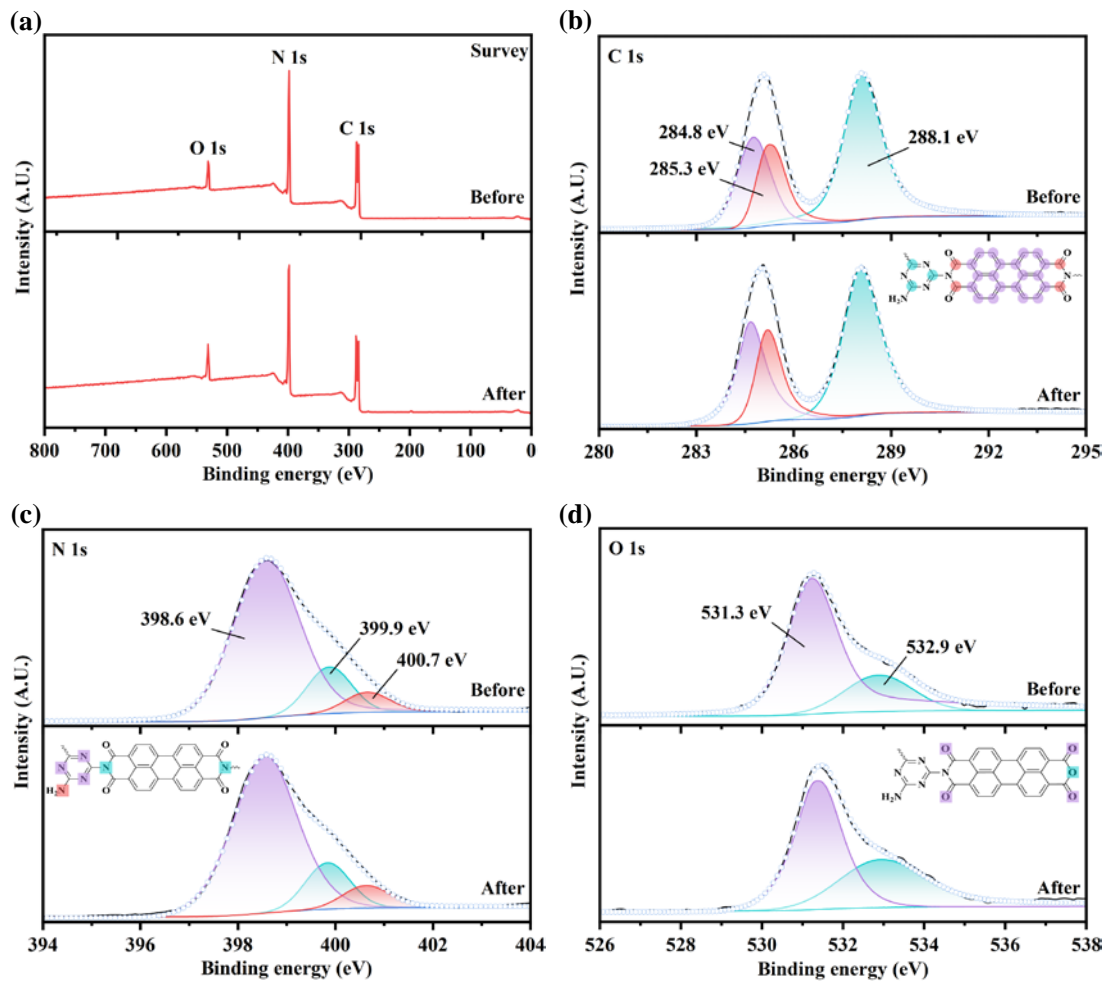 (a)
Survey
N 1s
C 1s
O 1s
Before
After
Intensity (A.U.)
800 700 600 500 400 300 200 100 0
Binding energy (eV)
(b)
C 1s
284.8 eV
285.3 eV
288.1 eV
Before
O O
N N
N N N
H₂N O O
After
Intensity (A.U.)
280 283 286 289 292 295
Binding energy (eV)
(c)
N 1s
398.6 eV
399.9 eV
400.7 eV
Before
O O
N N
N N N
H₂N O O
After
Intensity (A.U.)
394 396 398 400 402 404
Binding energy (eV)
(d)
O 1s
531.3 eV
532.9 eV
Before
O O
N N
N N O
NH₂ O O
After
Intensity (A.U.)
526 528 530 532 534 536 538
Binding energy (eV)